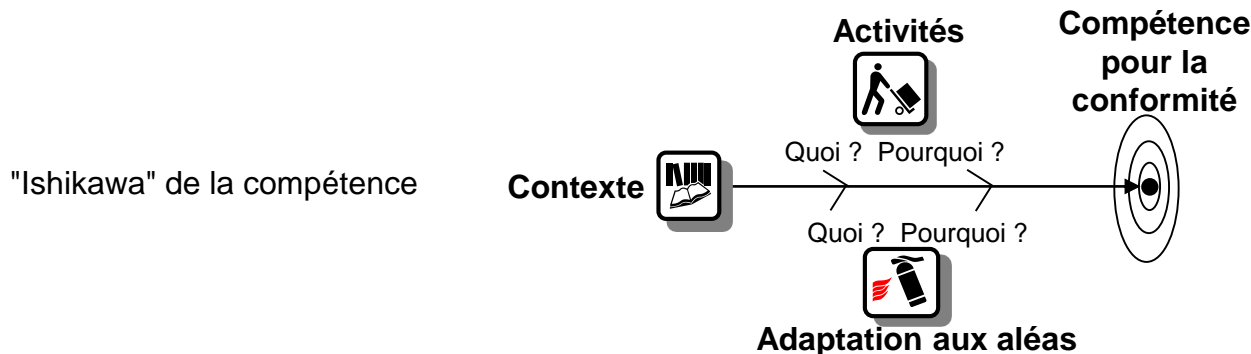 "Ishikawa" de la compétence
Contexte
Activités
Quoi ? Pourquoi ?
Quoi ? Pourquoi ?
Adaptation aux aléas
Compétence
pour la
conformité